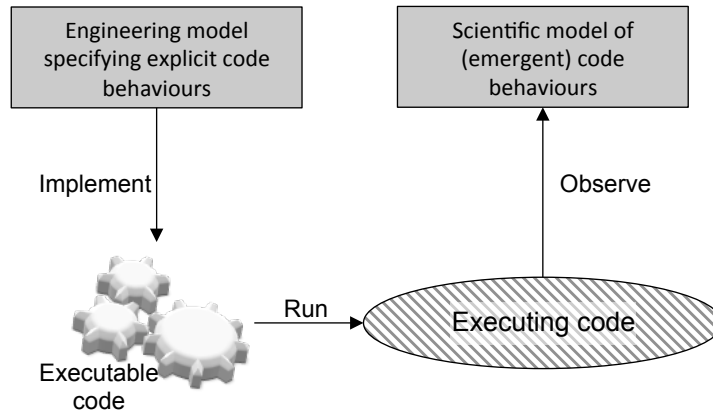 Engineering model
specifying explicit code
behaviours
Scientific model of
(emergent) code
behaviours
Implement
Observe
Run
Executing code
Executable
code